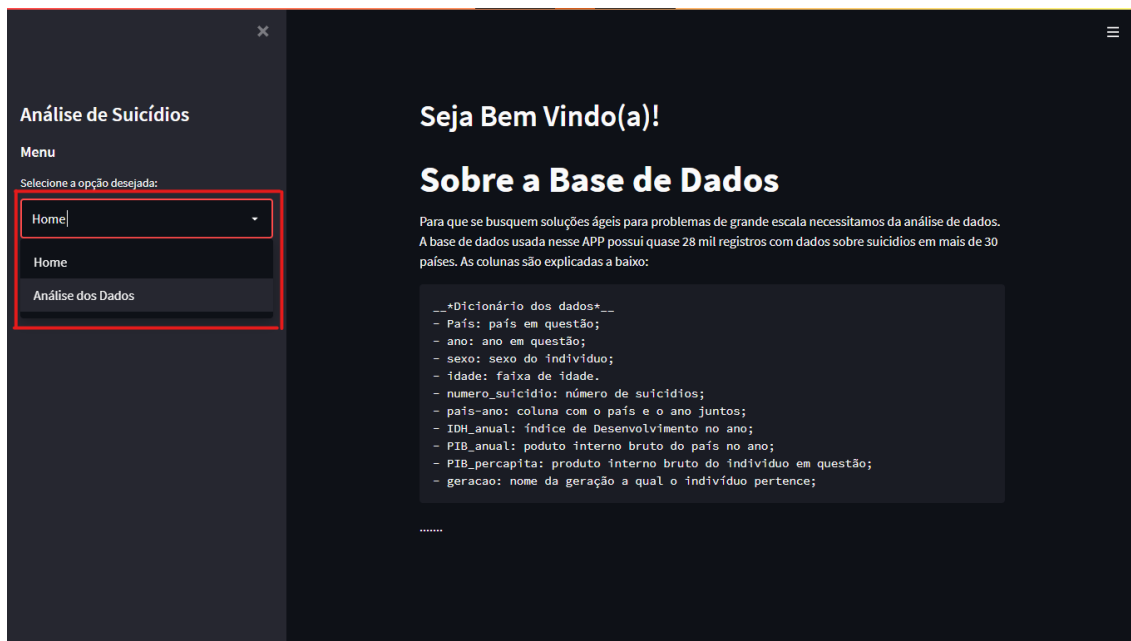 Análise de Suicídios
Menu
Selecione a opção desejada:
Home
Home
Análise dos Dados
Seja Bem Vindo(a)!
Sobre a Base de Dados
Para que se busquem soluções ágeis para problemas de grande escala necessitamos da análise de dados.
A base de dados usada nesse APP possui quase 28 mil registros com dados sobre suicidios em mais de 30
países. As colunas são explicadas a baixo:
__*Dicionário dos dados*__
- País: país em questão;
- ano: ano em questão;
- sexo: sexo do individuo;
- idade: faixa de idade.
- numero_suicidio: número de suicidios;
- pais-ano: coluna com o país e o ano juntos;
- IDH_anual: índice de Desenvolvimento no ano;
- PIB_anual: poduto interno bruto do país no ano;
- PIB_percapita: produto interno bruto do individuo em questão;
- geracao: nome da geração a qual o indivíduo pertence;
.......